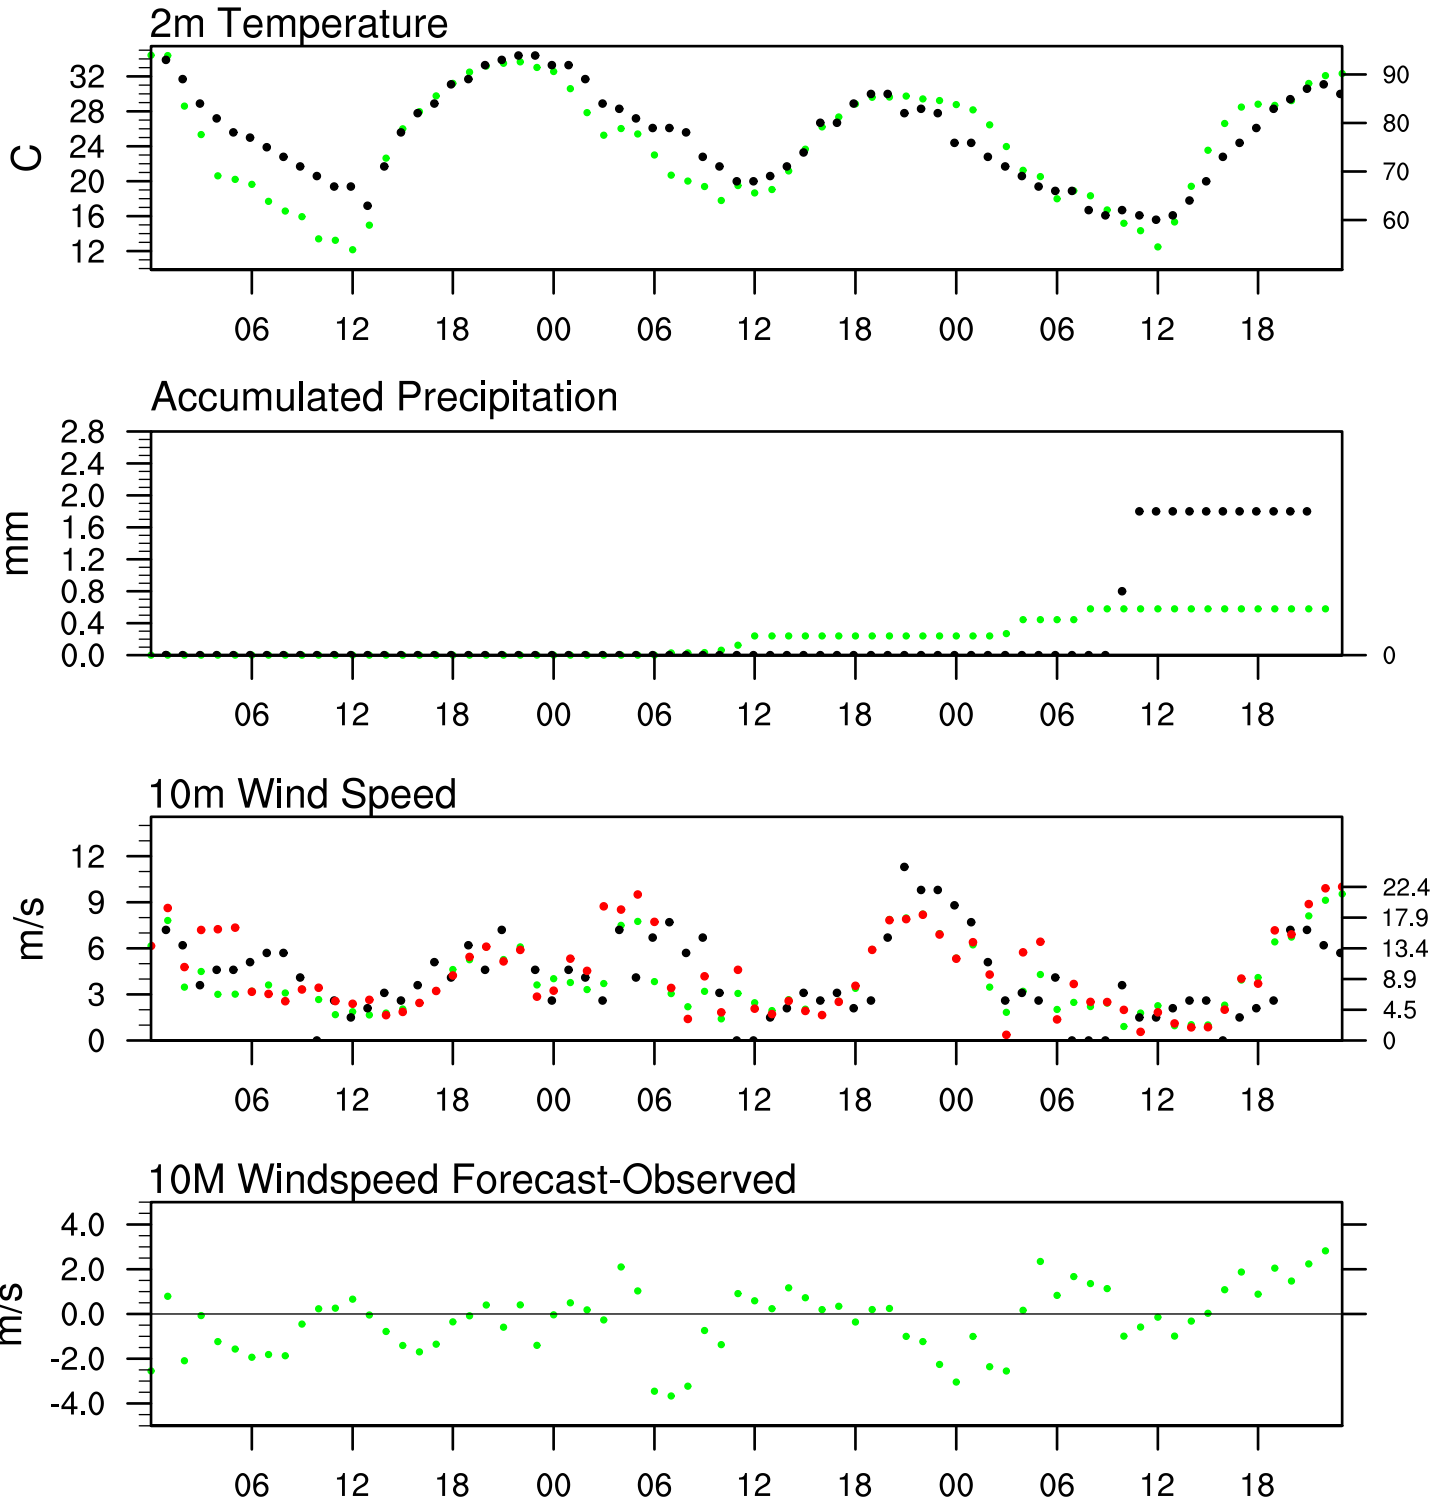 2m Temperature
32
28
24
20
16
12
C
90
80
70
60
06 12 18 00 06 12 18 00 06 12 18
Accumulated Precipitation
2.8
2.4
2.0
1.6
1.2
0.8
0.4
0.0
mm
0
06 12 18 00 06 12 18 00 06 12 18
10m Wind Speed
12
9
6
3
0
m/s
22.4
17.9
13.4
8.9
4.5
0
06 12 18 00 06 12 18 00 06 12 18
10M Windspeed Forecast-Observed
4.0
2.0
0.0
-2.0
-4.0
m/s
06 12 18 00 06 12 18 00 06 12 18